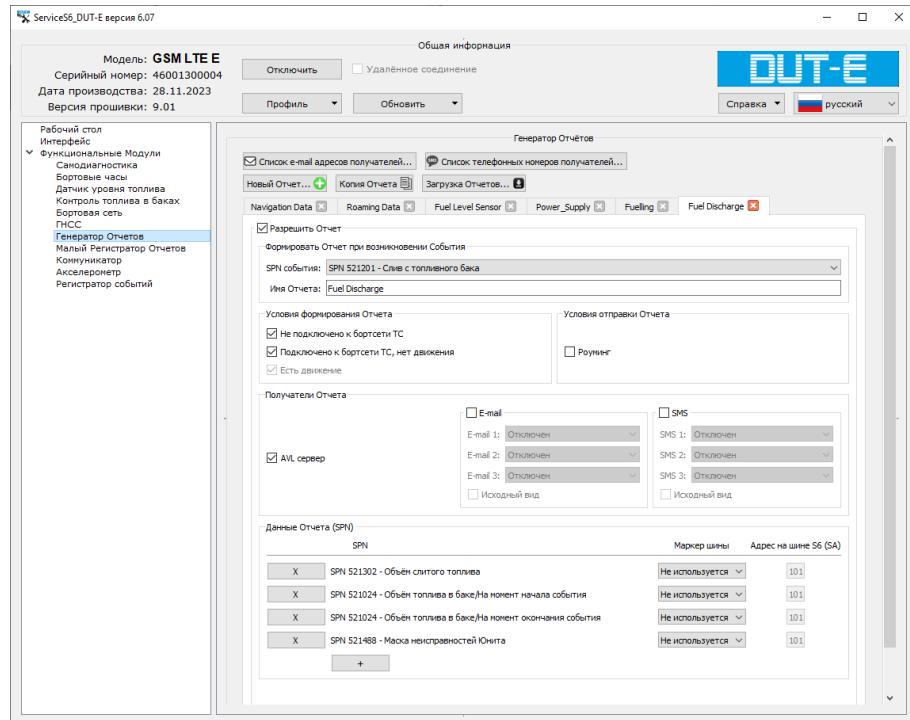 ServiceS6_DUT-E версия 6.07
Общая информация
Модель: GSM LTE E
Серийный номер: 46001300004
Дата производства: 28.11.2023
Версия прошивки: 9.01
Отключить
Удалённое соединение
Профиль
Обновить
DUT-E
Справка
русский
Рабочий стол
Интерфейс
Функциональные Модули
Самодиагностика
Бортовые часы
Датчик уровня топлива
Контроль топлива в баках
Бортовая сеть
ГНСС
Генератор Отчетов
Малый Регистратор Отчетов
Коммуникатор
Акселерометр
Регистратор событий
Генератор Отчётов
Список e-mail адресов получателей...
Список телефонных номеров получателей...
Новый Отчет...
Копия Отчета
Загрузка Отчетов...
Navigation Data
Roaming Data
Fuel Level Sensor
Power_Supply
Fuelling
Fuel Discharge
Разрешить Отчет
Формировать Отчет при возникновении События
SPN события: SPN 521201 - Слив с топливного бака
Имя Отчета: Fuel Discharge
Условия формирования Отчета
Не подключено к бортсети ТС
Подключено к бортсети ТС, нет движения
Есть движение
Условия отправки Отчета
Роуминг
Получатели Отчета
AVL сервер
E-mail
E-mail 1: Отключен
E-mail 2: Отключен
E-mail 3: Отключен
Исходный вид
SMS
SMS 1: Отключен
SMS 2: Отключен
SMS 3: Отключен
Исходный вид
Данные Отчета (SPN)
SPN Маркер шины Адрес на шине S6 (SA)
X SPN 521302 - Объём слитого топлива Не используется 101
X SPN 521024 - Объём топлива в баке/На момент начала события Не используется 101
X SPN 521024 - Объём топлива в баке/На момент окончания события Не используется 101
X SPN 521488 - Маска неисправностей Юнита Не используется 101
+